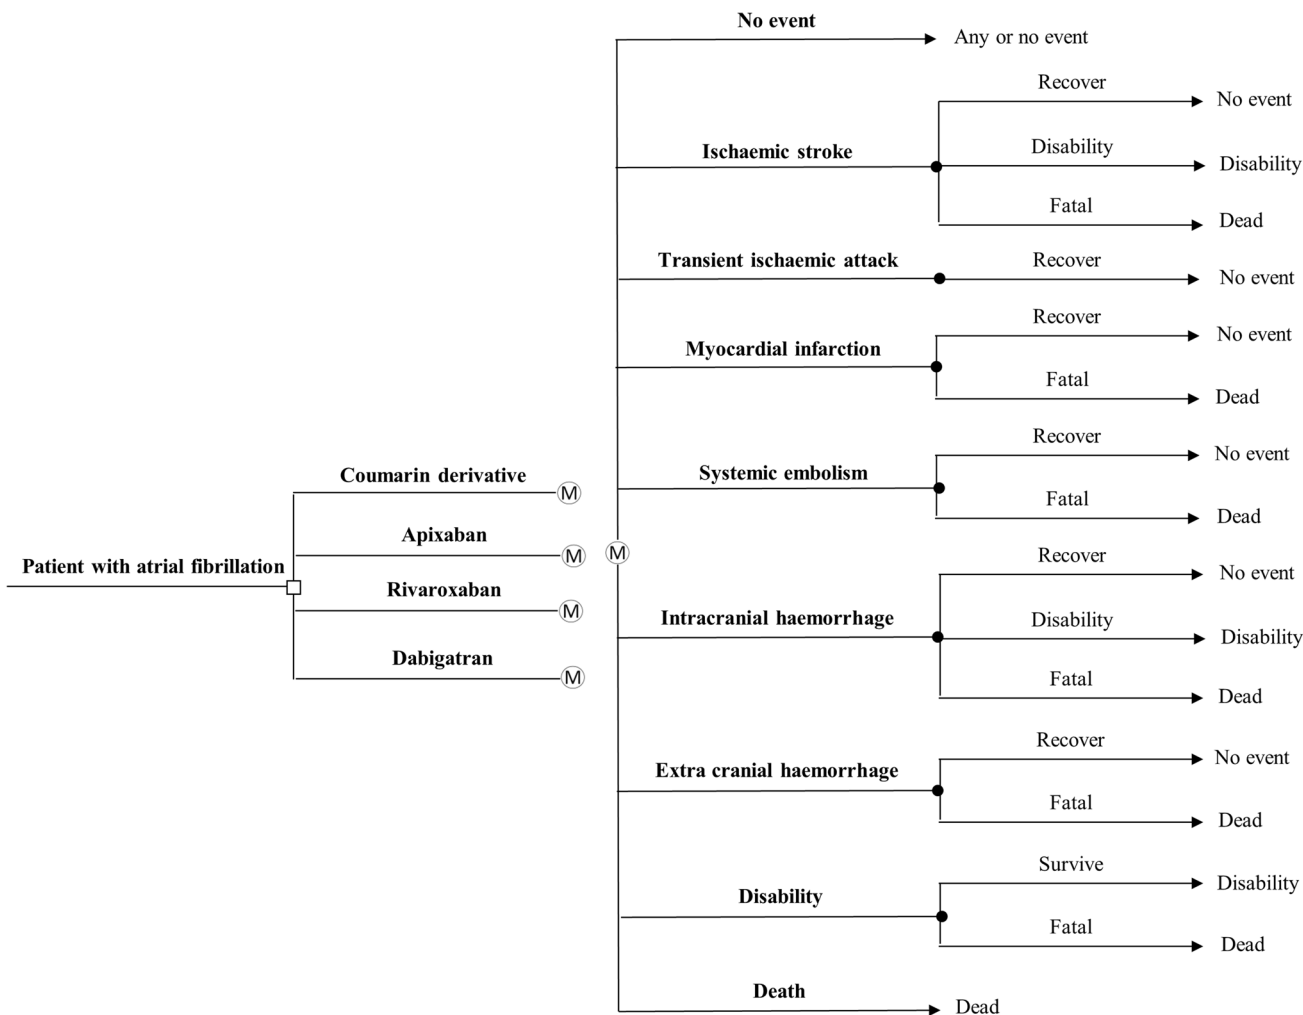 No event
Any or no event
Ischaemic stroke
Recover
No event
Disability
Disability
Fatal
Dead
Transient ischaemic attack
Recover
No event
Myocardial infarction
Recover
No event
Fatal
Dead
Systemic embolism
Recover
No event
Fatal
Dead
Patient with atrial fibrillation
Coumarin derivative
M
Apixaban
M
Rivaroxaban
M
Dabigatran
M
M
Intracranial haemorrhage
Recover
No event
Disability
Disability
Fatal
Dead
Extra cranial haemorrhage
Recover
No event
Fatal
Dead
Disability
Survive
Disability
Fatal
Dead
Death
Dead